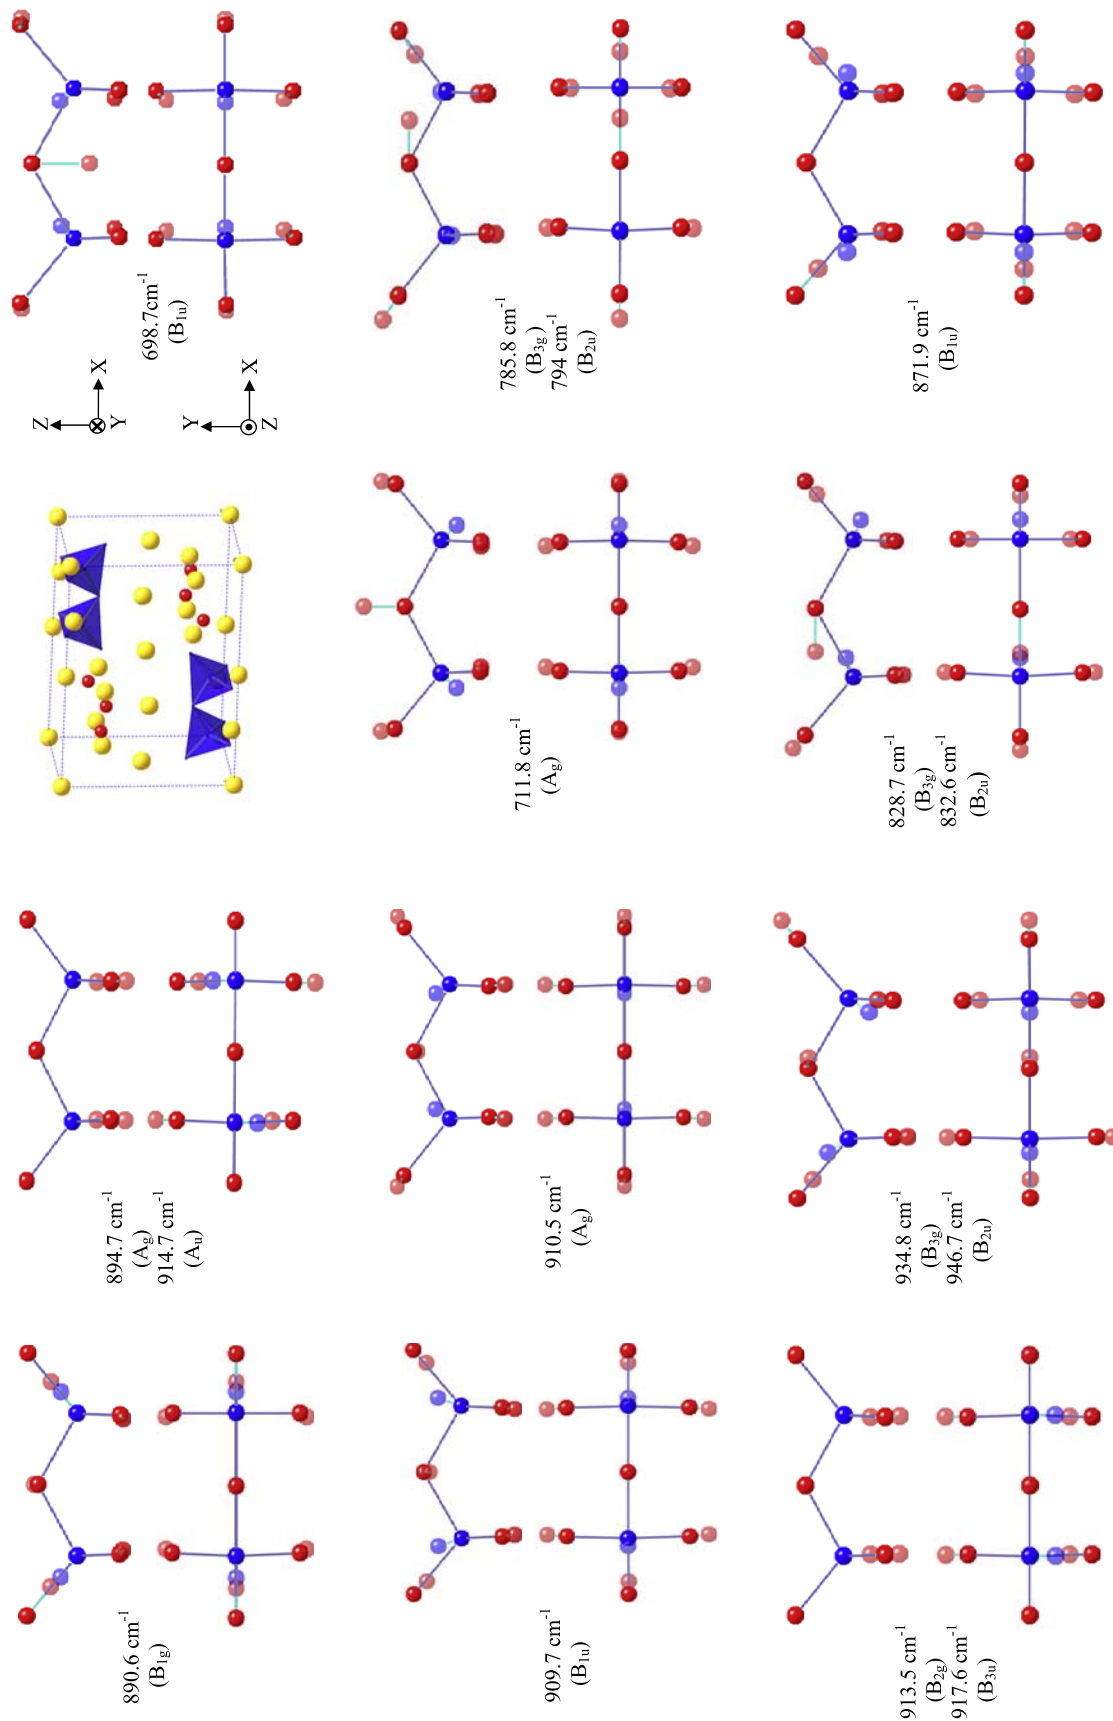 890.6 cm⁻¹
(B₁g)
894.7 cm⁻¹
(Ag)
914.7 cm⁻¹
(Au)
Z
X
Y
Y
X
Z
698.7cm⁻¹
(B₁u)
909.7 cm⁻¹
(B₁u)
910.5 cm⁻¹
(Ag)
711.8 cm⁻¹
(Ag)
785.8 cm⁻¹
(B₃g)
794 cm⁻¹
(B₂u)
913.5 cm⁻¹
(B₂g)
917.6 cm⁻¹
(B₃u)
934.8 cm⁻¹
(B₃g)
946.7 cm⁻¹
(B₂u)
828.7 cm⁻¹
(B₃g)
832.6 cm⁻¹
(B₂u)
871.9 cm⁻¹
(B₁u)